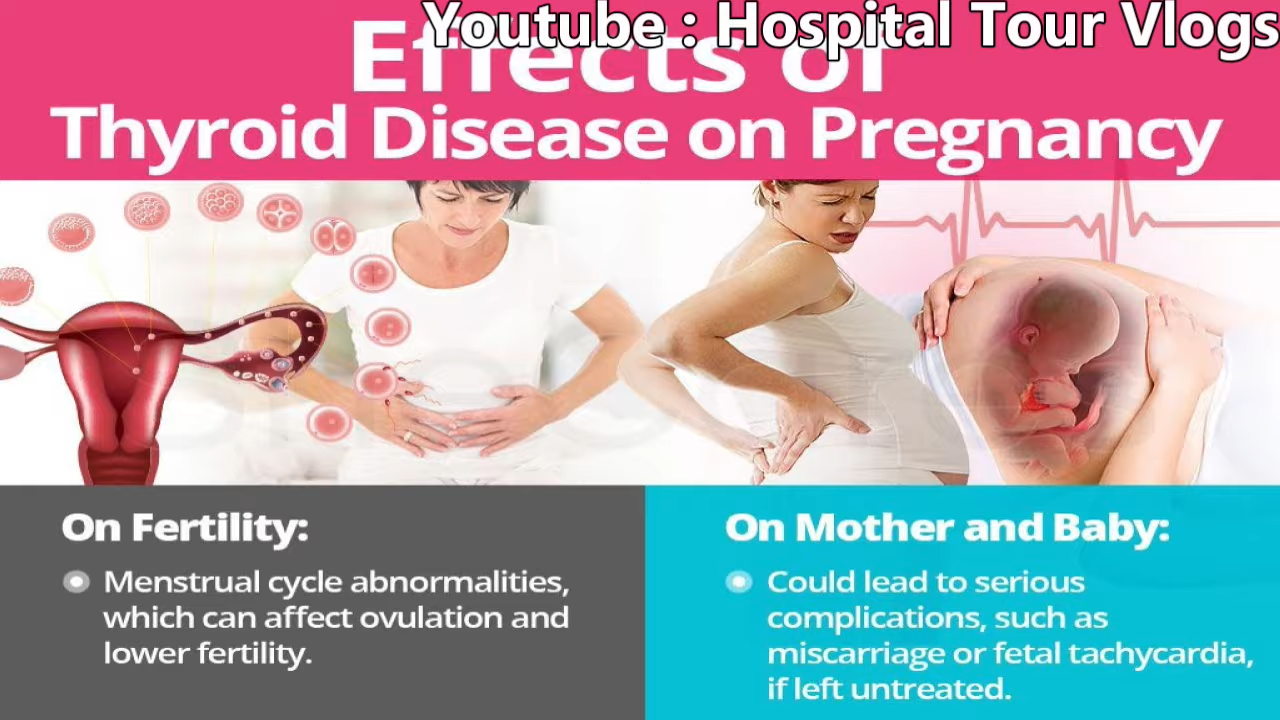 Youtube : Hospital Tour Vlogs
Effects of
Thyroid Disease on Pregnancy
On Fertility:
Menstrual cycle abnormalities,
which can affect ovulation and
lower fertility.
On Mother and Baby:
Could lead to serious
complications, such as
miscarriage or fetal tachycardia,
if left untreated.